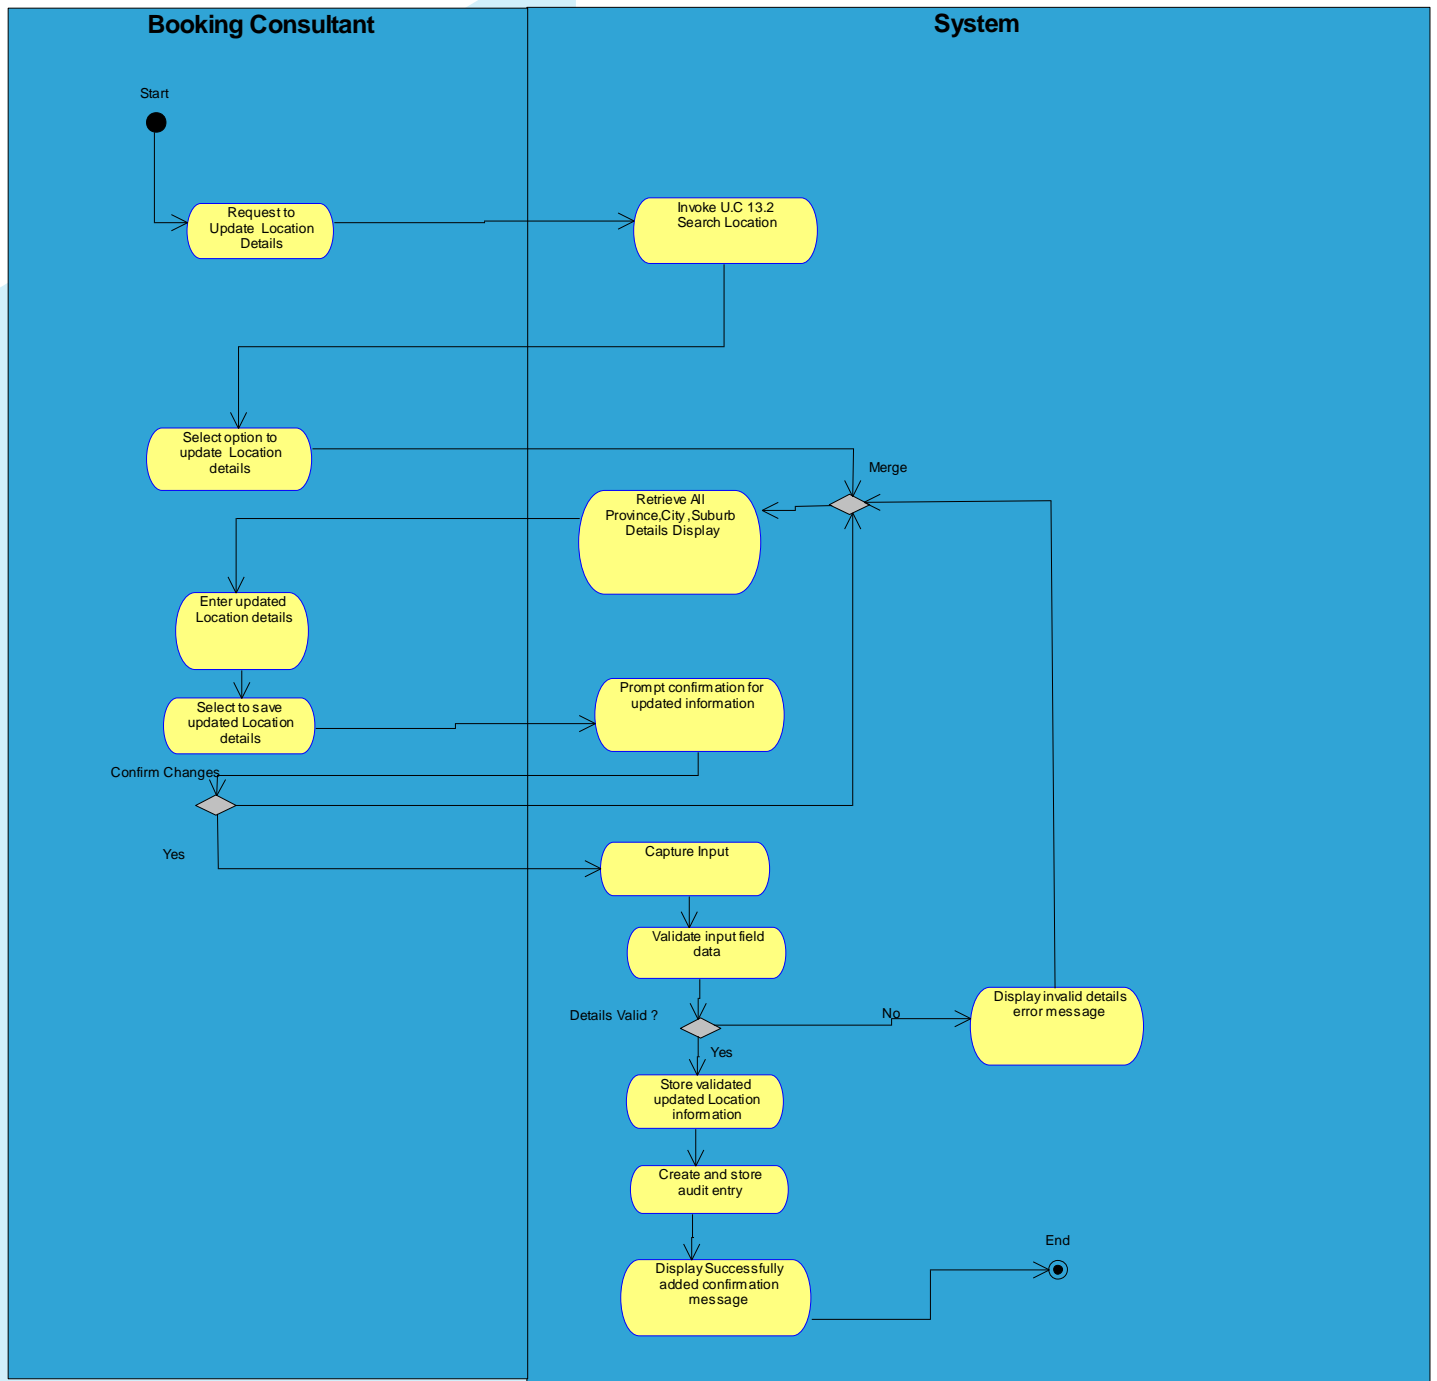 Booking Consultant
System
Start
Request to
Update Location
Details
Invoke U.C 13.2
Search Location
Select option to
update Location
details
Merge
Retrieve All
Province,City ,Suburb
Details Display
Enter updated
Location details
Select to save
updated Location
details
Prompt confirmation for
updated information
Confirm Changes
Yes
Capture Input
Validate input field
data
Details Valid ?
No
Display invalid details
error message
Yes
Store validated
updated Location
information
Create and store
audit entry
Display Successfully
added confirmation
message
End